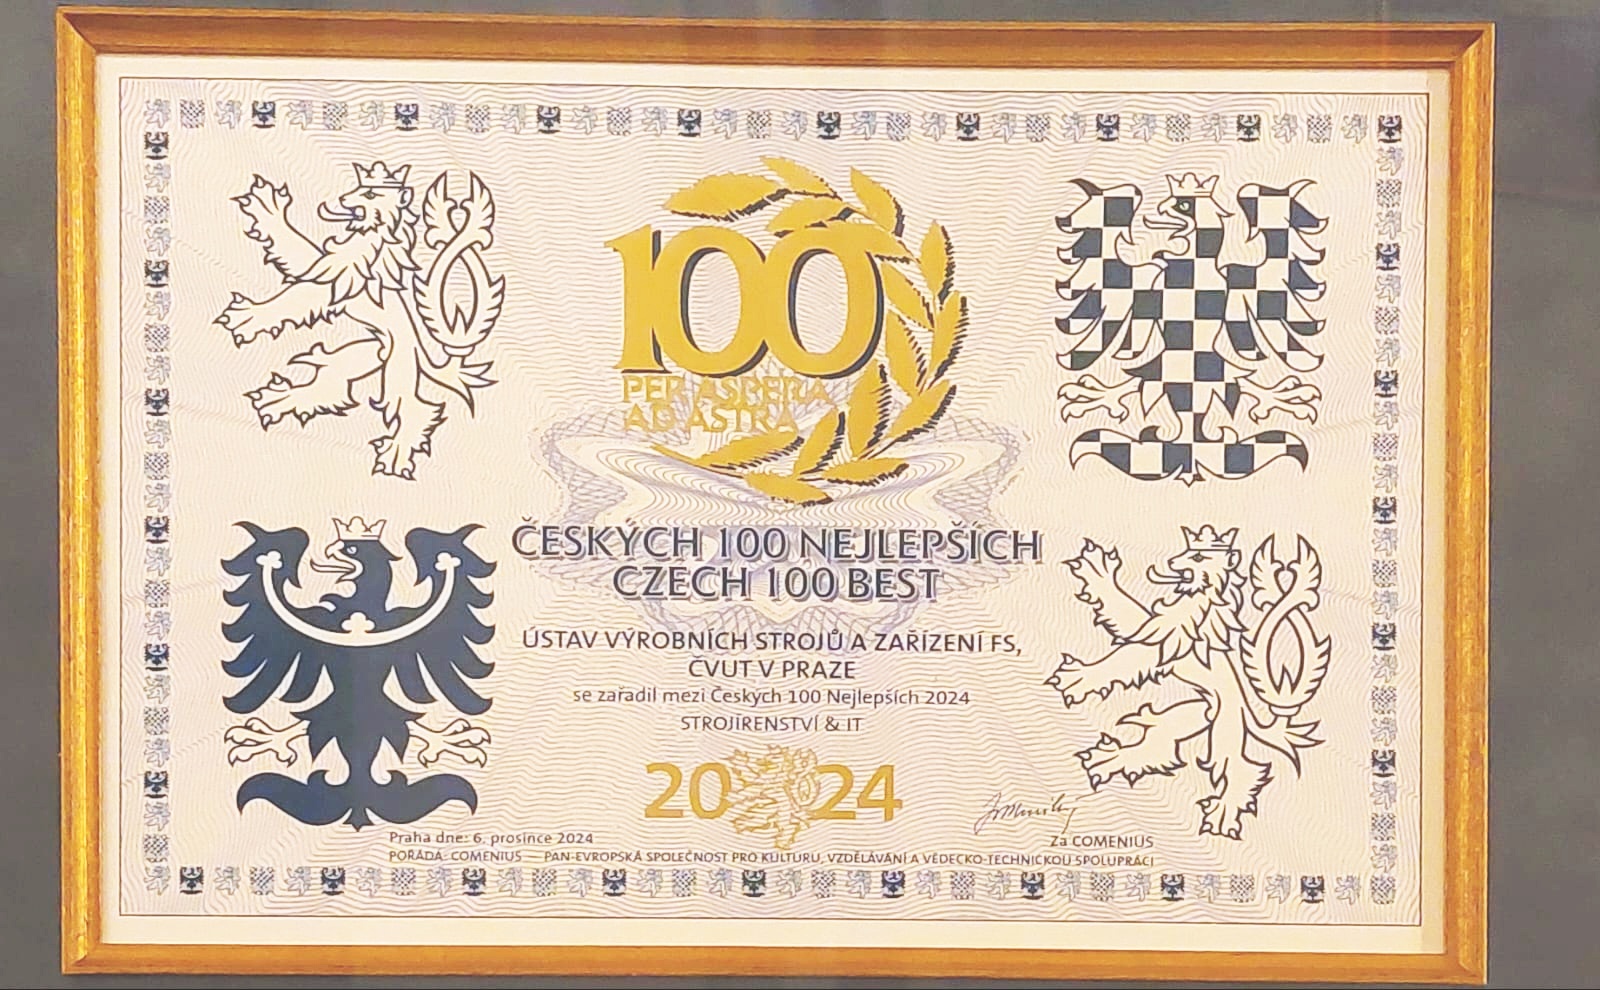 100
PER ASPERA
AD ASTRA
ČESKÝCH 100 NEJLEPŠÍCH
CZECH 100 BEST
ÚSTAV VÝROBNÍCH STROJŮ A ZAŘÍZENÍ FS,
ČVUT V PRAZE
se zařadil mezi Českých 100 Nejlepších 2024
STROJÍRENSTVÍ & IT
2024
Praha dne: 6. prosince 2024
Za COMENIUS
POŘÁDÁ: COMENIUS — PAN-EVROPSKÁ SPOLEČNOST PRO KULTURU, VZDĚLÁVÁNÍ A VĚDECKO-TECHNICKOU SPOLUPRÁCI